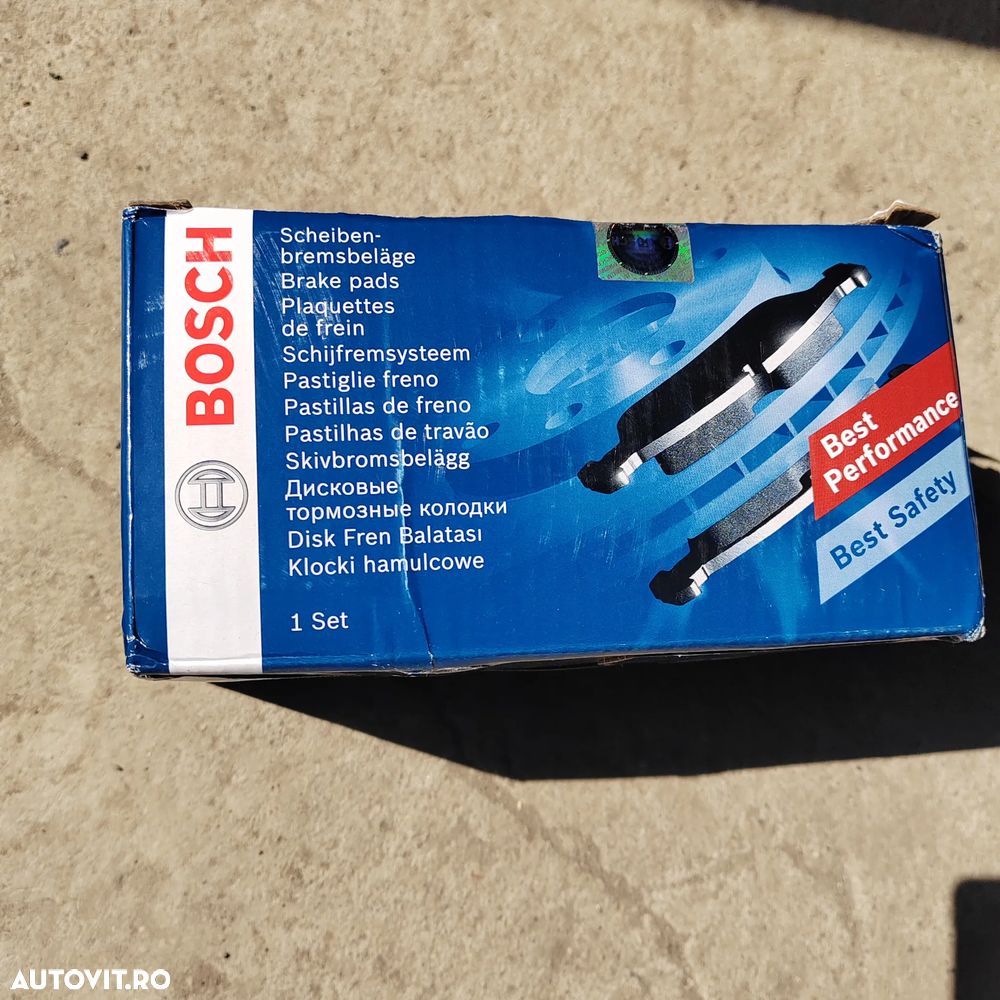 BOSCH
Scheiben-
bremsbeläge
Brake pads
Plaquettes
de frein
Schijfremsysteem
Pastiglie freno
Pastillas de freno
Pastilhas de travão
Skivbromsbelägg
Дисковые
тормозные колодки
Disk Fren Balatası
Klocki hamulcowe
1 Set
Best
Performance
Best Safety
AUTOVIT.RO